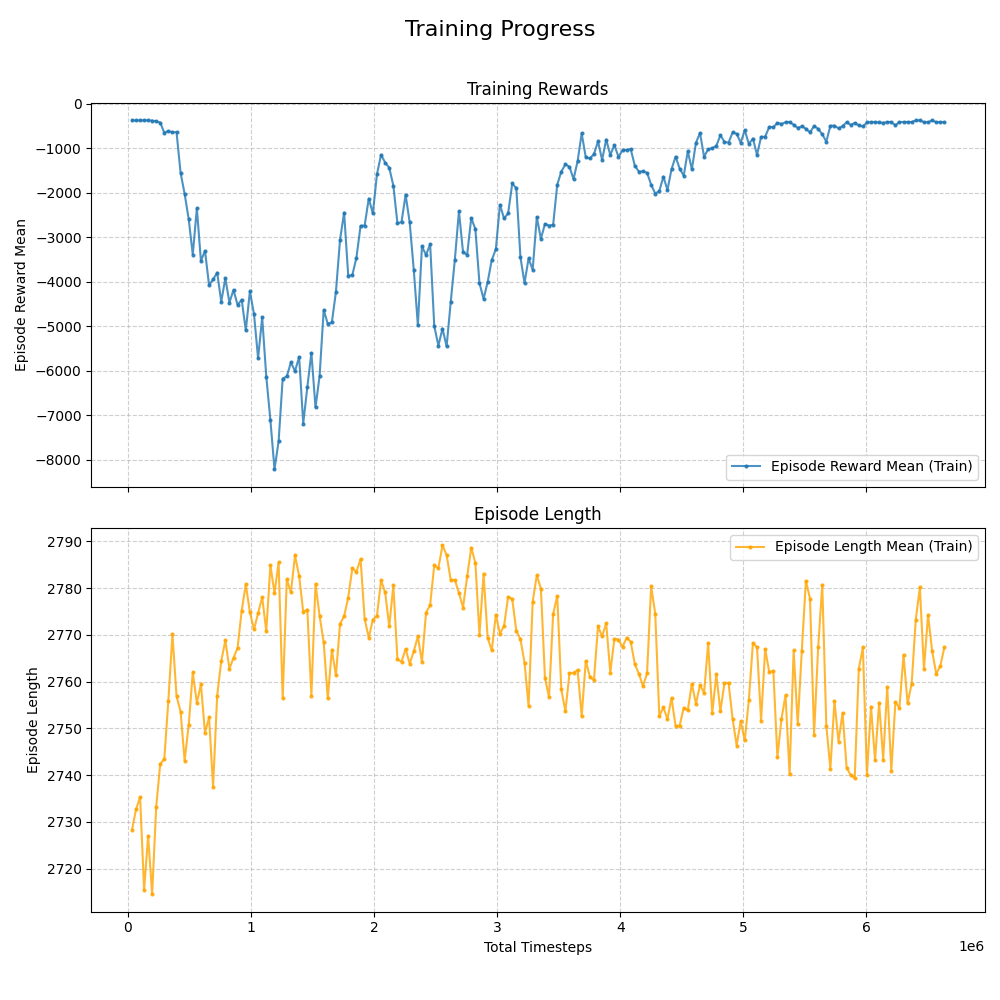 Training Progress
Training Rewards
0
−1000
−2000
−3000
−4000
−5000
−6000
−7000
−8000
Episode Reward Mean
Episode Reward Mean (Train)
Episode Length
2790
2780
2770
2760
2750
2740
2730
2720
Episode Length
Episode Length Mean (Train)
0 1 2 3 4 5 6
1e6
Total Timesteps